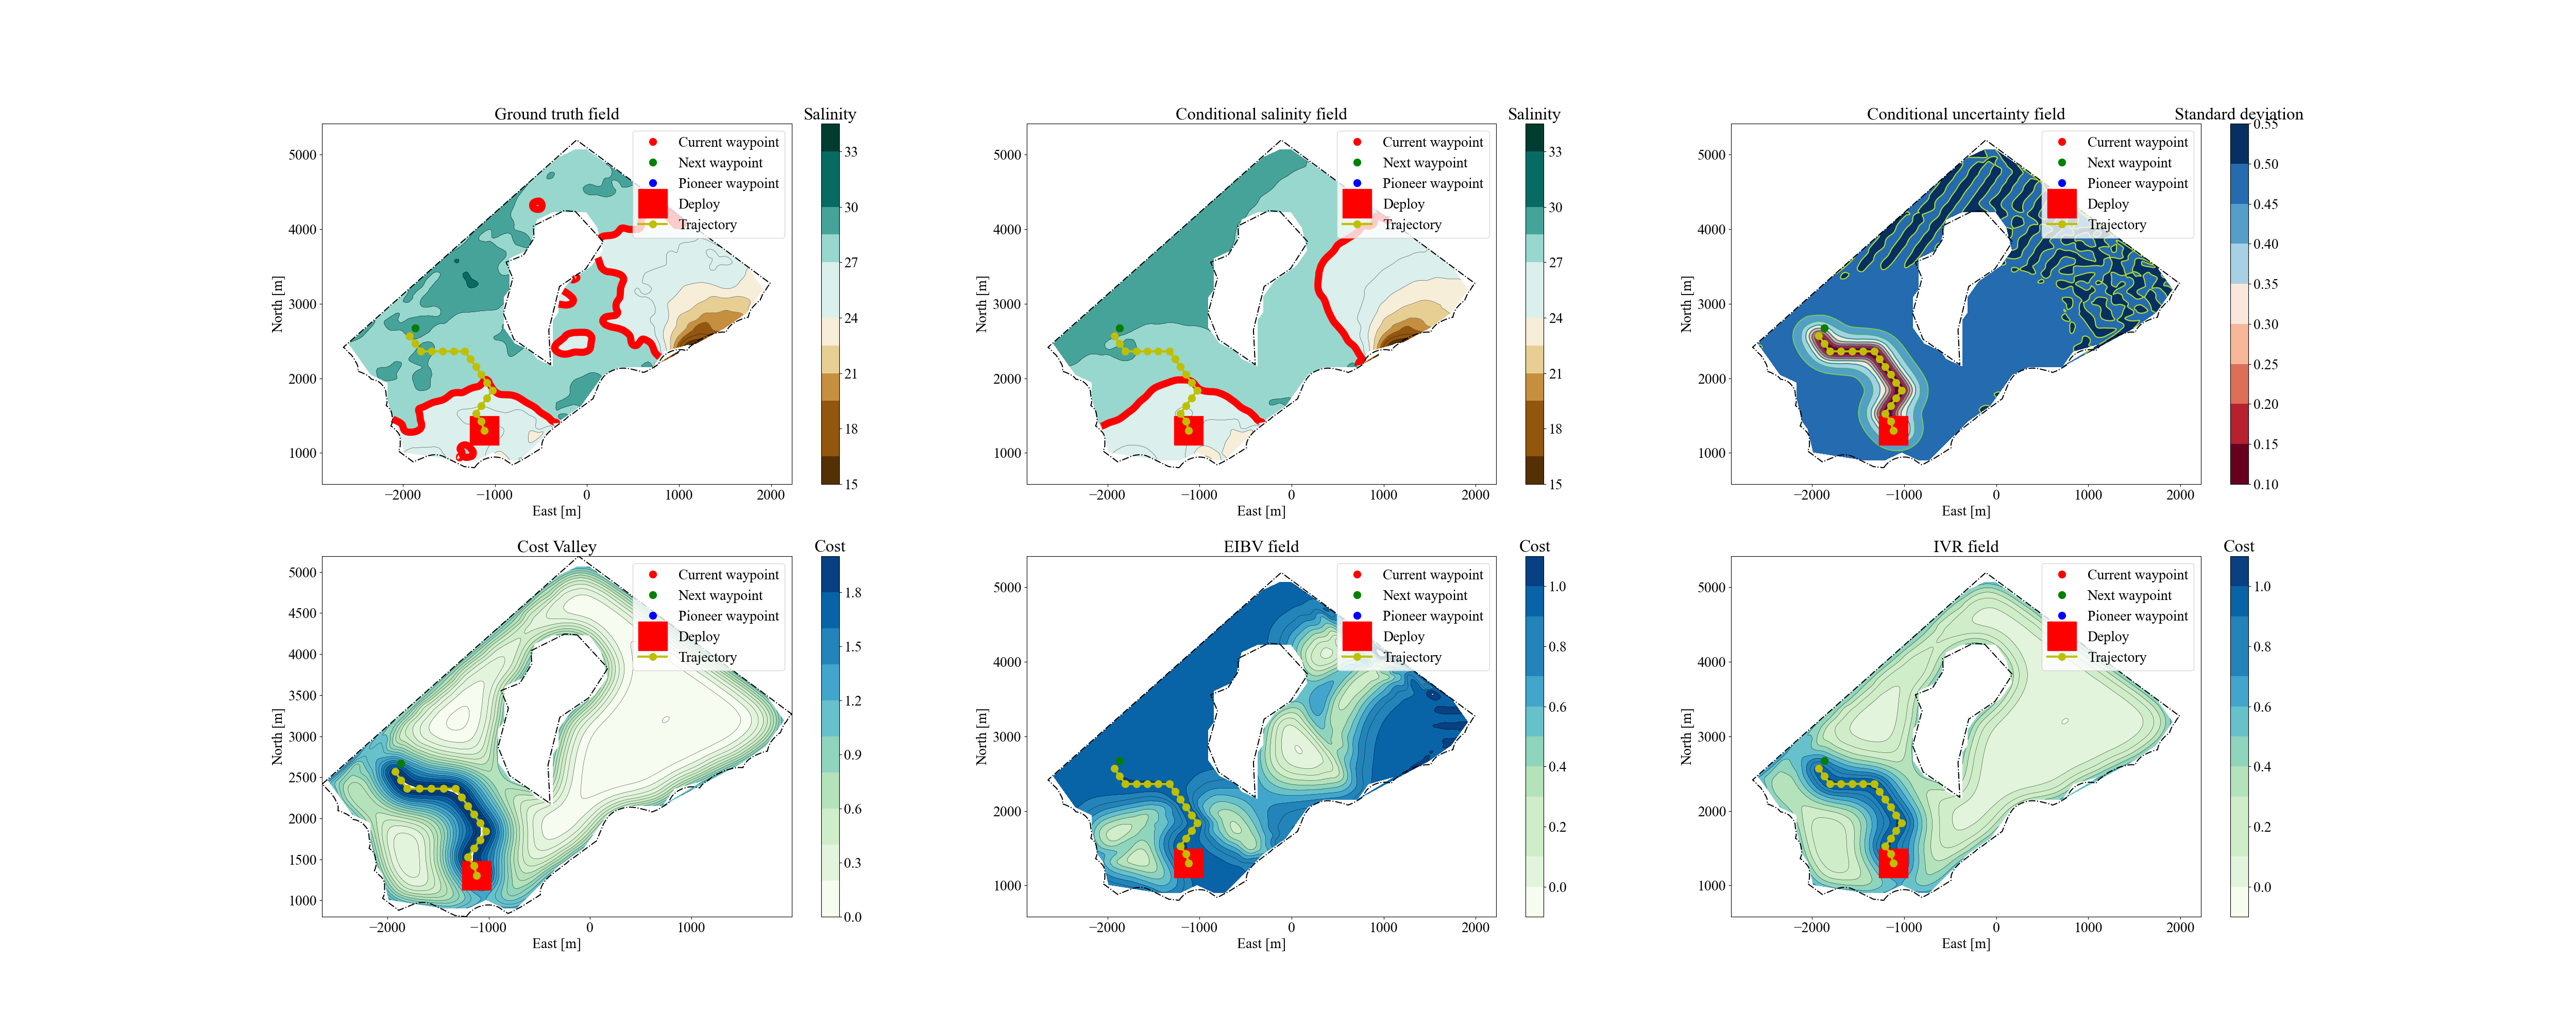 Ground truth field
Salinity
Current waypoint
Next waypoint
Pioneer waypoint
Deploy
Trajectory
5000
4000
3000
2000
1000
North [m]
−2000
−1000
0
1000
2000
East [m]
33
30
27
24
21
18
15
Conditional salinity field
Salinity
Current waypoint
Next waypoint
Pioneer waypoint
Deploy
Trajectory
5000
4000
3000
2000
1000
North [m]
−2000
−1000
0
1000
2000
East [m]
33
30
27
24
21
18
15
Conditional uncertainty field
Standard deviation
Current waypoint
Next waypoint
Pioneer waypoint
Deploy
Trajectory
5000
4000
3000
2000
1000
North [m]
−2000
−1000
0
1000
2000
East [m]
0.55
0.50
0.45
0.40
0.35
0.30
0.25
0.20
0.15
0.10
Cost Valley
Cost
Current waypoint
Next waypoint
Pioneer waypoint
Deploy
Trajectory
5000
4500
4000
3500
3000
2500
2000
1500
1000
North [m]
−2000
−1000
0
1000
East [m]
1.8
1.5
1.2
0.9
0.6
0.3
0.0
EIBV field
Cost
Current waypoint
Next waypoint
Pioneer waypoint
Deploy
Trajectory
5000
4000
3000
2000
1000
North [m]
−2000
−1000
0
1000
2000
East [m]
1.0
0.8
0.6
0.4
0.2
0.0
IVR field
Cost
Current waypoint
Next waypoint
Pioneer waypoint
Deploy
Trajectory
5000
4000
3000
2000
1000
North [m]
−2000
−1000
0
1000
2000
East [m]
1.0
0.8
0.6
0.4
0.2
0.0